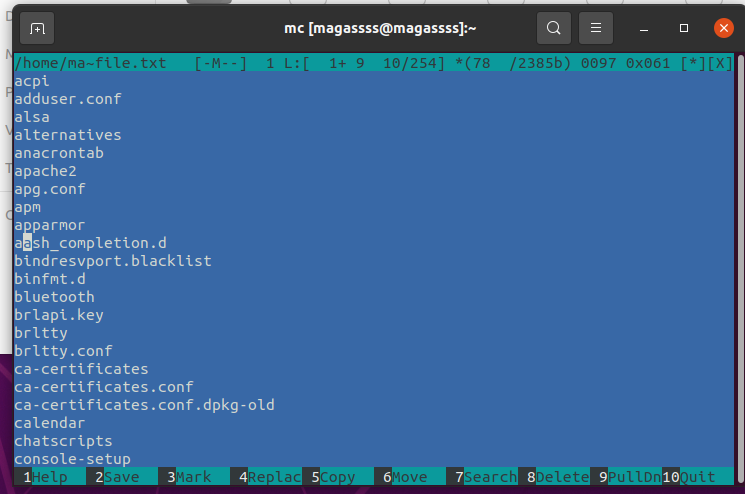 mc [magassss@magassss]:~
/home/ma~file.txt   [-M--]  1 L:[  1+ 9  10/254] *(78  /2385b) 0097 0x061 [*][X]
acpi
adduser.conf
alsa
alternatives
anacrontab
apache2
apg.conf
apm
apparmor
aash_completion.d
bindresvport.blacklist
binfmt.d
bluetooth
brlapi.key
brltty
brltty.conf
ca-certificates
ca-certificates.conf
ca-certificates.conf.dpkg-old
calendar
chatscripts
console-setup
1Help  2Save  3Mark  4Replac 5Copy  6Move  7Search 8Delete 9PullDn 10Quit